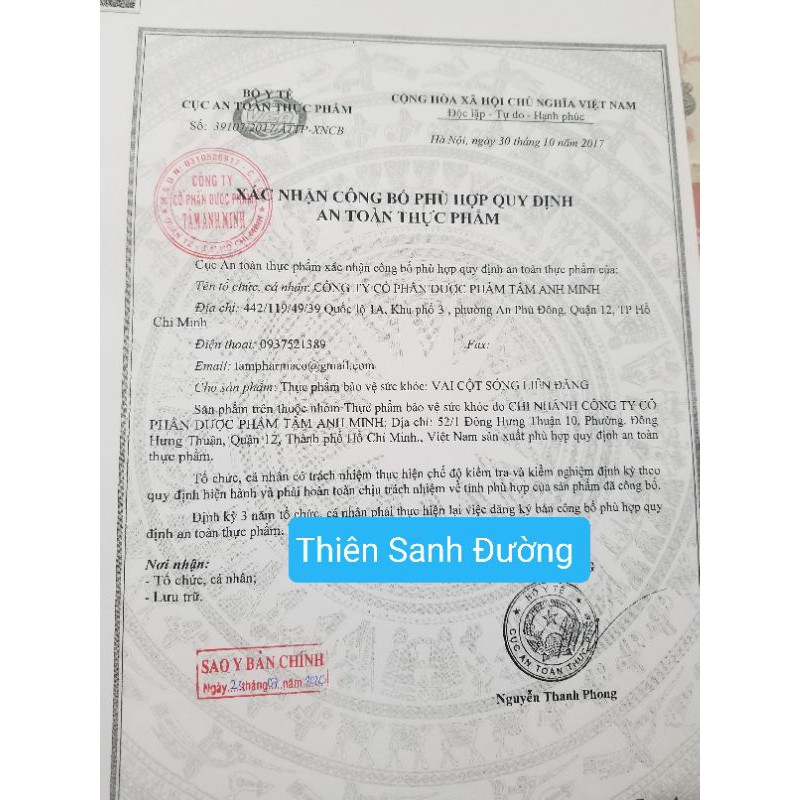 BỘ Y TẾ
CỤC AN TOÀN THỰC PHẨM
Số: 39107/2017/ATTP-XNCB
CỘNG HÒA XÃ HỘI CHỦ NGHĨA VIỆT NAM
Độc lập - Tự do - Hạnh phúc
Hà Nội, ngày 30 tháng 10 năm 2017
CÔNG TY
CỔ PHẦN DƯỢC PHẨM
TÂM ANH MINH
XÁC NHẬN CÔNG BỐ PHÙ HỢP QUY ĐỊNH
AN TOÀN THỰC PHẨM
Cục An toàn thực phẩm xác nhận công bố phù hợp quy định an toàn thực phẩm của:
Tên tổ chức, cá nhân: CÔNG TY CỔ PHẦN DƯỢC PHẨM TÂM ANH MINH
Địa chỉ: 442/119/49/39 Quốc lộ 1A, Khu phố 3 , phường An Phú Đông, Quận 12, TP Hồ
Chí Minh
Điện thoại: 0937521389 Fax:
Email: tampharmaco@gmail.com
Cho sản phẩm: Thực phẩm bảo vệ sức khỏe: VAI CỘT SỐNG LIÊN ĐĂNG
Sản phẩm trên thuộc nhóm Thực phẩm bảo vệ sức khỏe do CHI NHÁNH CÔNG TY CỔ
PHẦN DƯỢC PHẨM TÂM ANH MINH; Địa chỉ: 52/1 Đông Hưng Thuận 10, Phường. Đông
Hưng Thuận, Quận 12, Thành phố Hồ Chí Minh., Việt Nam sản xuất phù hợp quy định an toàn
thực phẩm.
Tổ chức, cá nhân có trách nhiệm thực hiện chế độ kiểm tra và kiểm nghiệm định kỳ theo
quy định hiện hành và phải hoàn toàn chịu trách nhiệm về tính phù hợp của sản phẩm đã công bố.
Định kỳ 3 năm tổ chức, cá nhân phải thực hiện lại việc đăng ký bản công bố phù hợp quy
định an toàn thực phẩm.
Thiên Sanh Đường
Nơi nhận:
- Tổ chức, cá nhân;
- Lưu trữ.
BỘ Y TẾ
CỤC AN TOÀN THỰC
SAO Y BẢN CHÍNH
Ngày 23 tháng 07 năm 2020
Nguyễn Thanh Phong